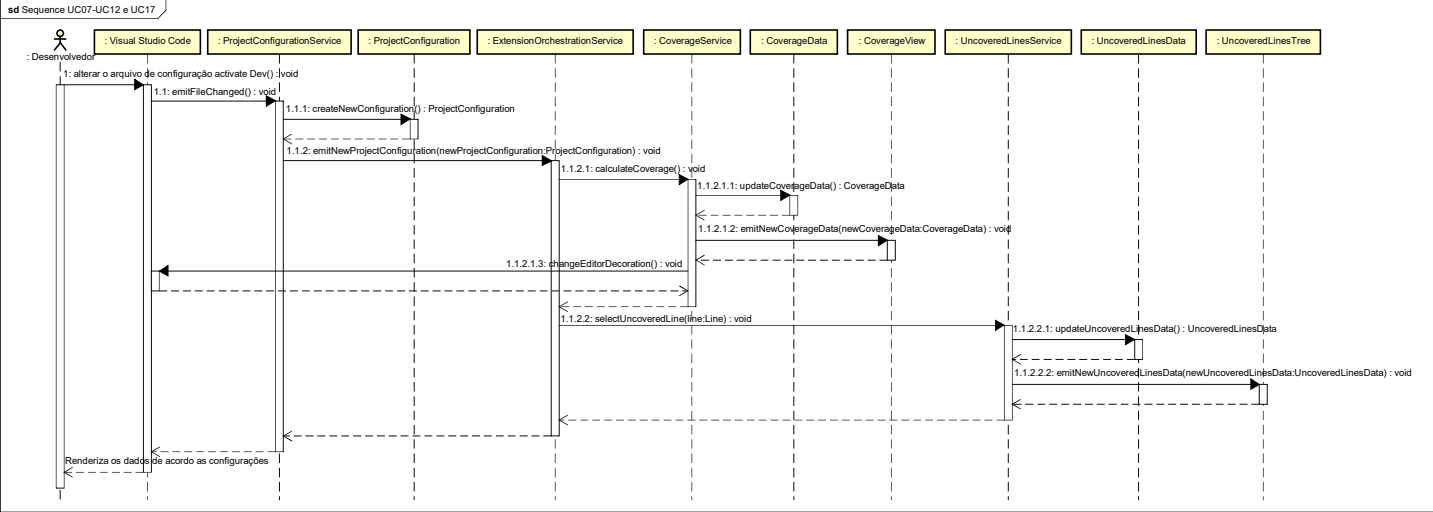 sd Sequence UC07-UC12 e UC17
: Desenvolvedor
: Visual Studio Code
: ProjectConfigurationService
: ProjectConfiguration
: ExtensionOrchestrationService
: CoverageService
: CoverageData
: CoverageView
: UncoveredLinesService
: UncoveredLinesData
: UncoveredLinesTree
1: alterar o arquivo de configuração activate Dev() : void
1.1: emitFileChanged() : void
1.1.1: createNewConfiguration() : ProjectConfiguration
1.1.2: emitNewProjectConfiguration(newProjectConfiguration:ProjectConfiguration) : void
1.1.2.1: calculateCoverage() : void
1.1.2.1.1: updateCoverageData() : CoverageData
1.1.2.1.2: emitNewCoverageData(newCoverageData:CoverageData) : void
1.1.2.1.3: changeEditorDecoration() : void
1.1.2.2: selectUncoveredLine(line:Line) : void
1.1.2.2.1: updateUncoveredLinesData() : UncoveredLinesData
1.1.2.2.2: emitNewUncoveredLinesData(newUncoveredLinesData:UncoveredLinesData) : void
Renderiza os dados de acordo as configurações